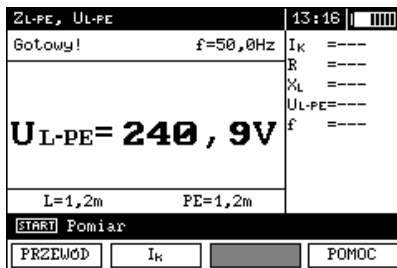 ZL-PE, UL-PE 13:16
Gotowy! f=50,0Hz
IK =---
R =---
XL =---
UL-PE=---
f =---
UL-PE= 240,9V
L=1,2m PE=1,2m
START Pomiar
PRZEWÓD IK POMOC